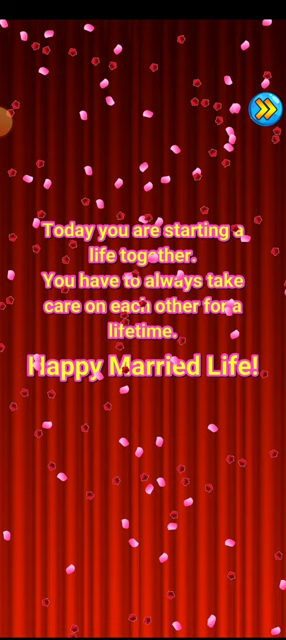 Today you are starting a
life together.
You have to always take
care on each other for a
lifetime.
Happy Married Life!